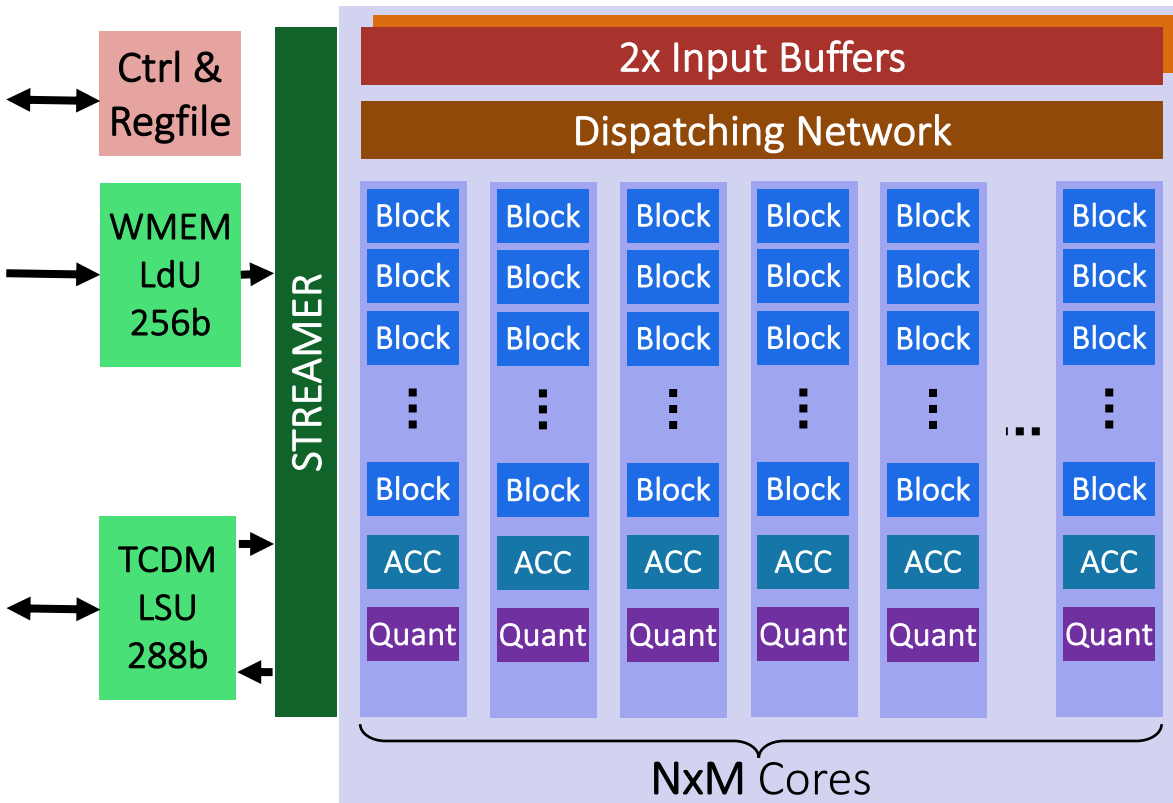 Ctrl &
Regfile
WMEM
LdU
256b
TCDM
LSU
288b
STREAMER
2x Input Buffers
Dispatching Network
Block Block Block Block Block Block
Block Block Block Block Block Block
Block Block Block Block Block Block
Block Block Block Block Block Block
ACC ACC ACC ACC ACC ACC
Quant Quant Quant Quant Quant Quant
NxM Cores